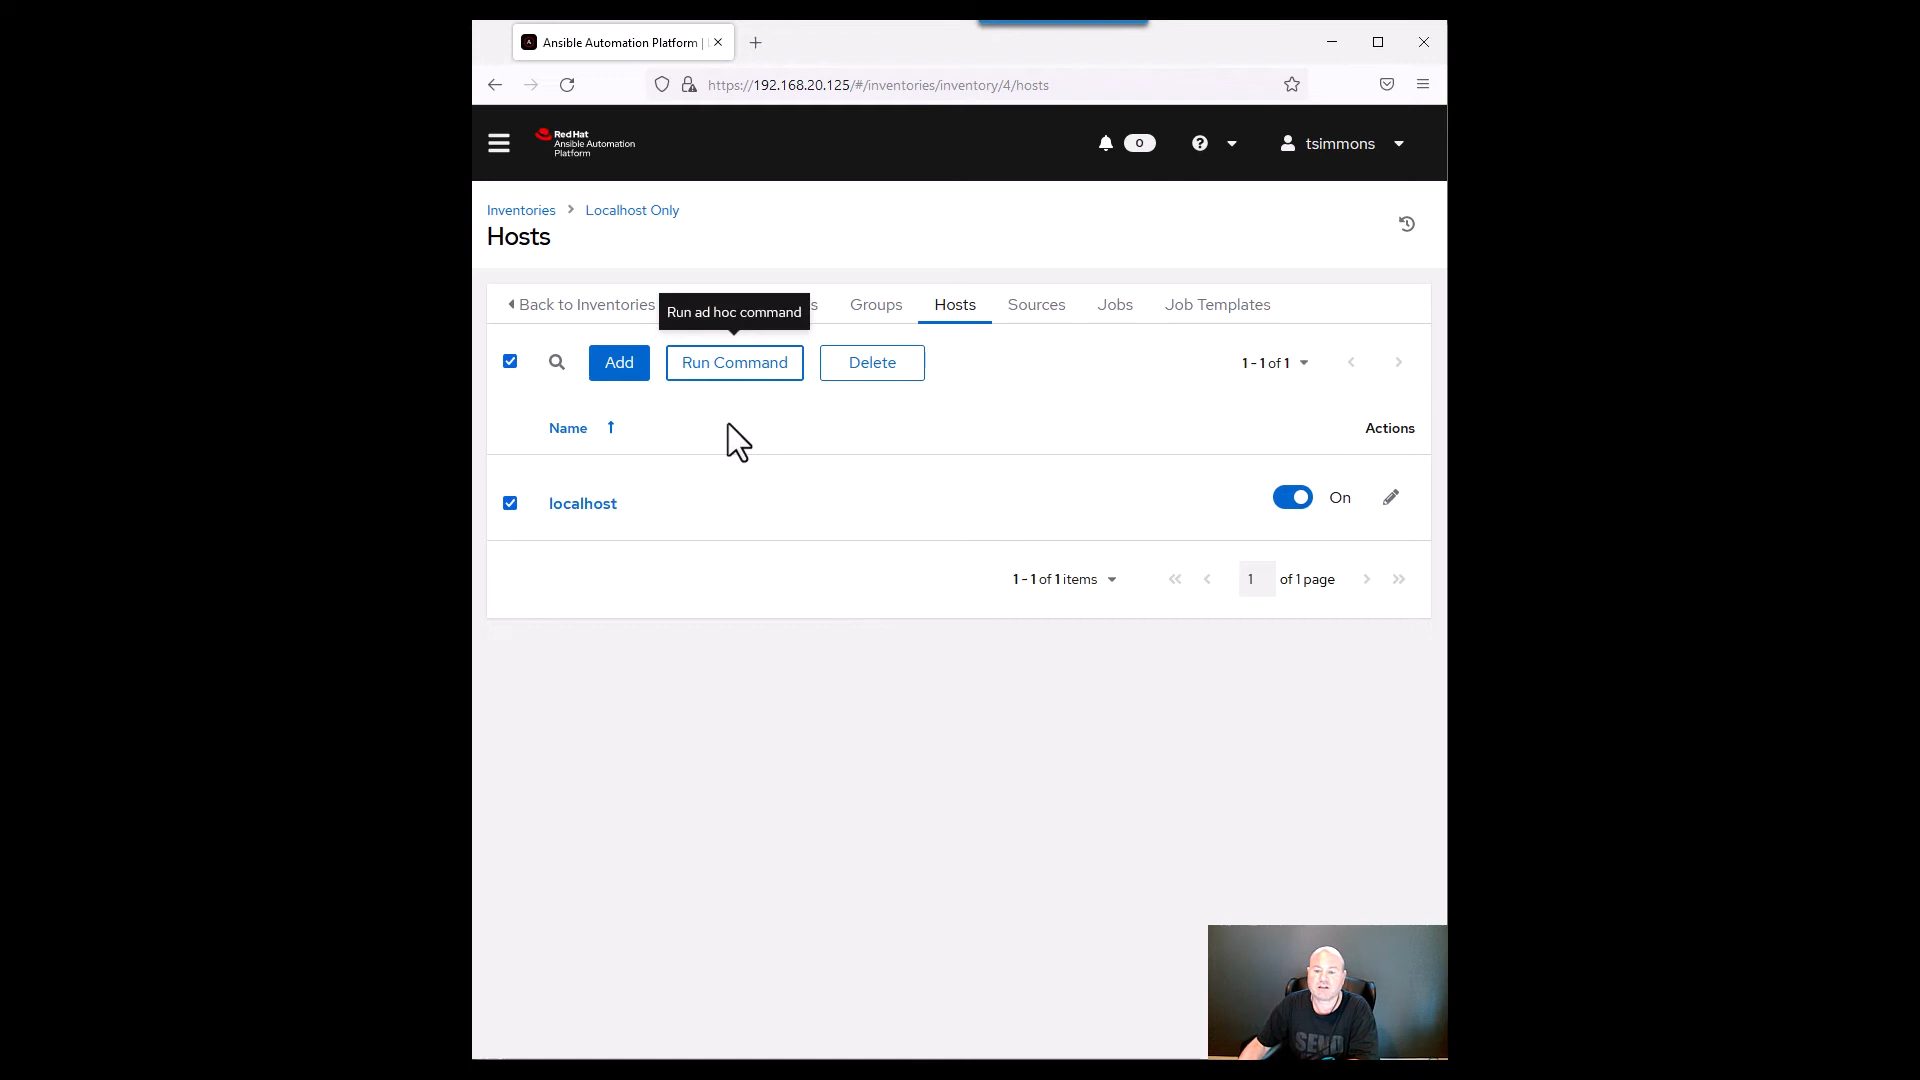 Ansible Automation Platform |
https://192.168.20.125/#/inventories/inventory/4/hosts
Red Hat
Ansible Automation
Platform
0
tsimmons
Inventories
Localhost Only
Hosts
Back to Inventories
Run ad hoc command
Groups
Hosts
Sources
Jobs
Job Templates
Add
Run Command
Delete
1 - 1 of 1
Name
Actions
localhost
On
1 - 1 of 1 items
1
of 1 page
SEND